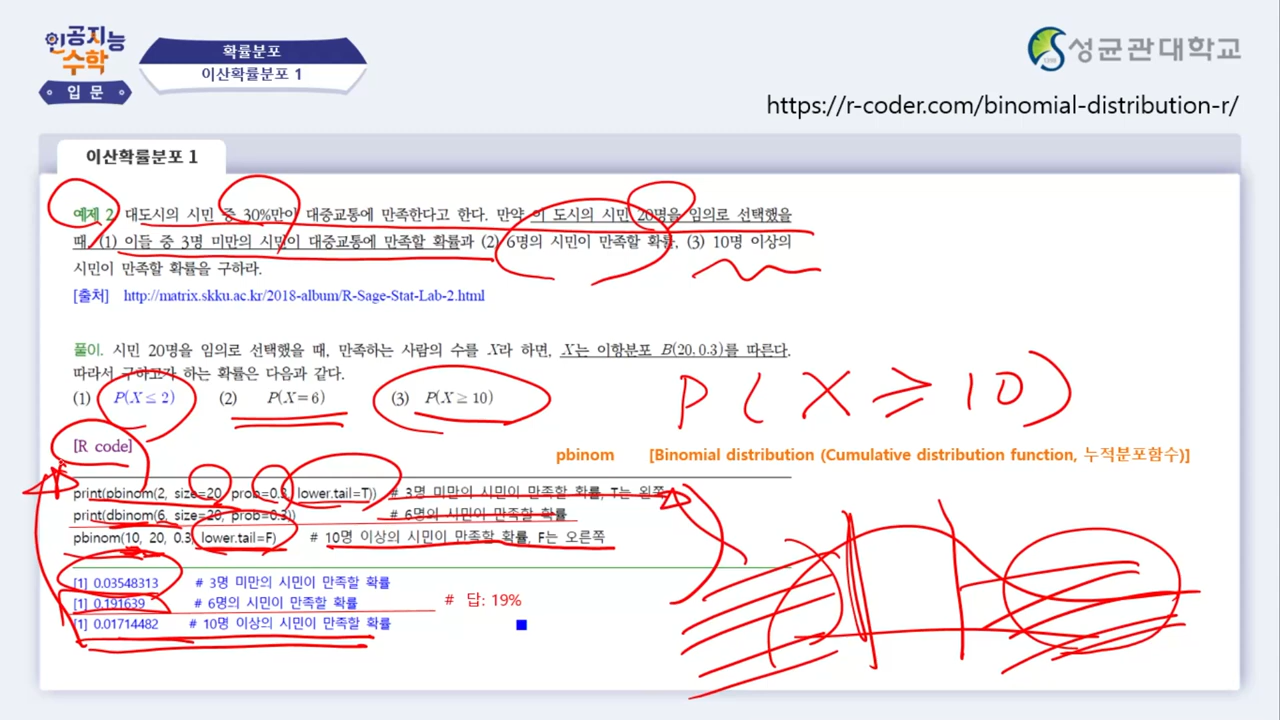 인공지능
수학
입문
확률분포
이산확률분포 1
성균관대학교
https://r-coder.com/binomial-distribution-r/
이산확률분포 1
예제 2 대도시의 시민 중 30%만이 대중교통에 만족한다고 한다. 만약 이 도시의 시민 20명을 임의로 선택했을
때, (1) 이들 중 3명 미만의 시민이 대중교통에 만족할 확률과 (2) 6명의 시민이 만족할 확률, (3) 10명 이상의
시민이 만족할 확률을 구하라.
[출처] http://matrix.skku.ac.kr/2018-album/R-Sage-Stat-Lab-2.html
풀이. 시민 20명을 임의로 선택했을 때, 만족하는 사람의 수를 X라 하면, X는 이항분포 B(20, 0.3)를 따른다.
따라서 구하고자 하는 확률은 다음과 같다.
(1) P(X ≤ 2) (2) P(X = 6) (3) P(X ≥ 10)
P(X ≥ 10)
[R code]
pbinom [Binomial distribution (Cumulative distribution function, 누적분포함수)]
print(pbinom(2, size=20, prob=0.3, lower.tail=T)) # 3명 미만의 시민이 만족할 확률, T는 왼쪽
print(dbinom(6, size=20, prob=0.3)) # 6명의 시민이 만족할 확률
pbinom(10, 20, 0.3, lower.tail=F) # 10명 이상의 시민이 만족할 확률, F는 오른쪽
[1] 0.03548313 # 3명 미만의 시민이 만족할 확률
[1] 0.191639 # 6명의 시민이 만족할 확률 # 답: 19%
[1] 0.01714482 # 10명 이상의 시민이 만족할 확률